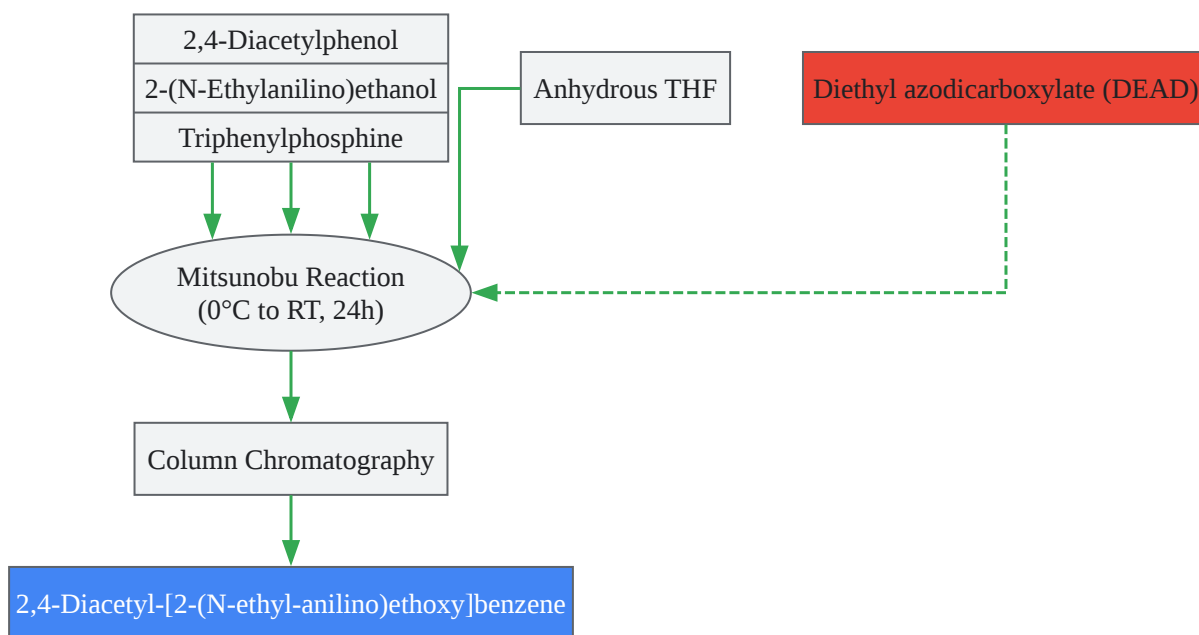 2,4-Diacetylphenol
2-(N-Ethylanilino)ethanol
Triphenylphosphine
Anhydrous THF
Diethyl azodicarboxylate (DEAD)
Mitsunobu Reaction
(0°C to RT, 24h)
Column Chromatography
2,4-Diacetyl-[2-(N-ethyl-anilino)ethoxy]benzene